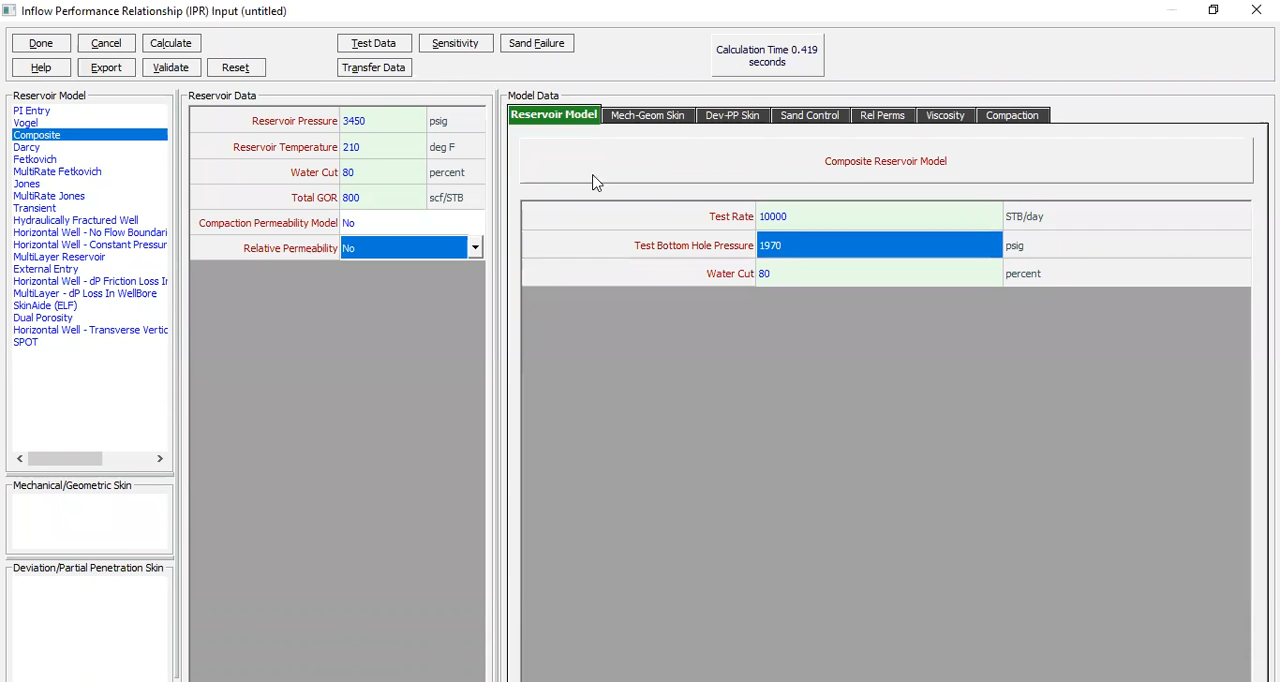 Inflow Performance Relationship (IPR) Input (untitled)
Done Cancel Calculate Test Data Sensitivity Sand Failure
Help Export Validate Reset Transfer Data
Calculation Time 0.419
seconds
Reservoir Model
PI Entry
Vogel
Composite
Darcy
Fetkovich
MultiRate Fetkovich
Jones
MultiRate Jones
Transient
Hydraulically Fractured Well
Horizontal Well - No Flow Boundari
Horizontal Well - Constant Pressur
MultiLayer Reservoir
External Entry
Horizontal Well - dP Friction Loss Ir
MultiLayer - dP Loss In WellBore
SkinAide (ELF)
Dual Porosity
Horizontal Well - Transverse Vertic
SPOT
Mechanical/Geometric Skin
Deviation/Partial Penetration Skin
Reservoir Data
Reservoir Pressure 3450 psig
Reservoir Temperature 210 deg F
Water Cut 80 percent
Total GOR 800 scf/STB
Compaction Permeability Model No
Relative Permeability No
Model Data
Reservoir Model Mech-Geom Skin Dev-PP Skin Sand Control Rel Perms Viscosity Compaction
Composite Reservoir Model
Test Rate 10000 STB/day
Test Bottom Hole Pressure 1970 psig
Water Cut 80 percent